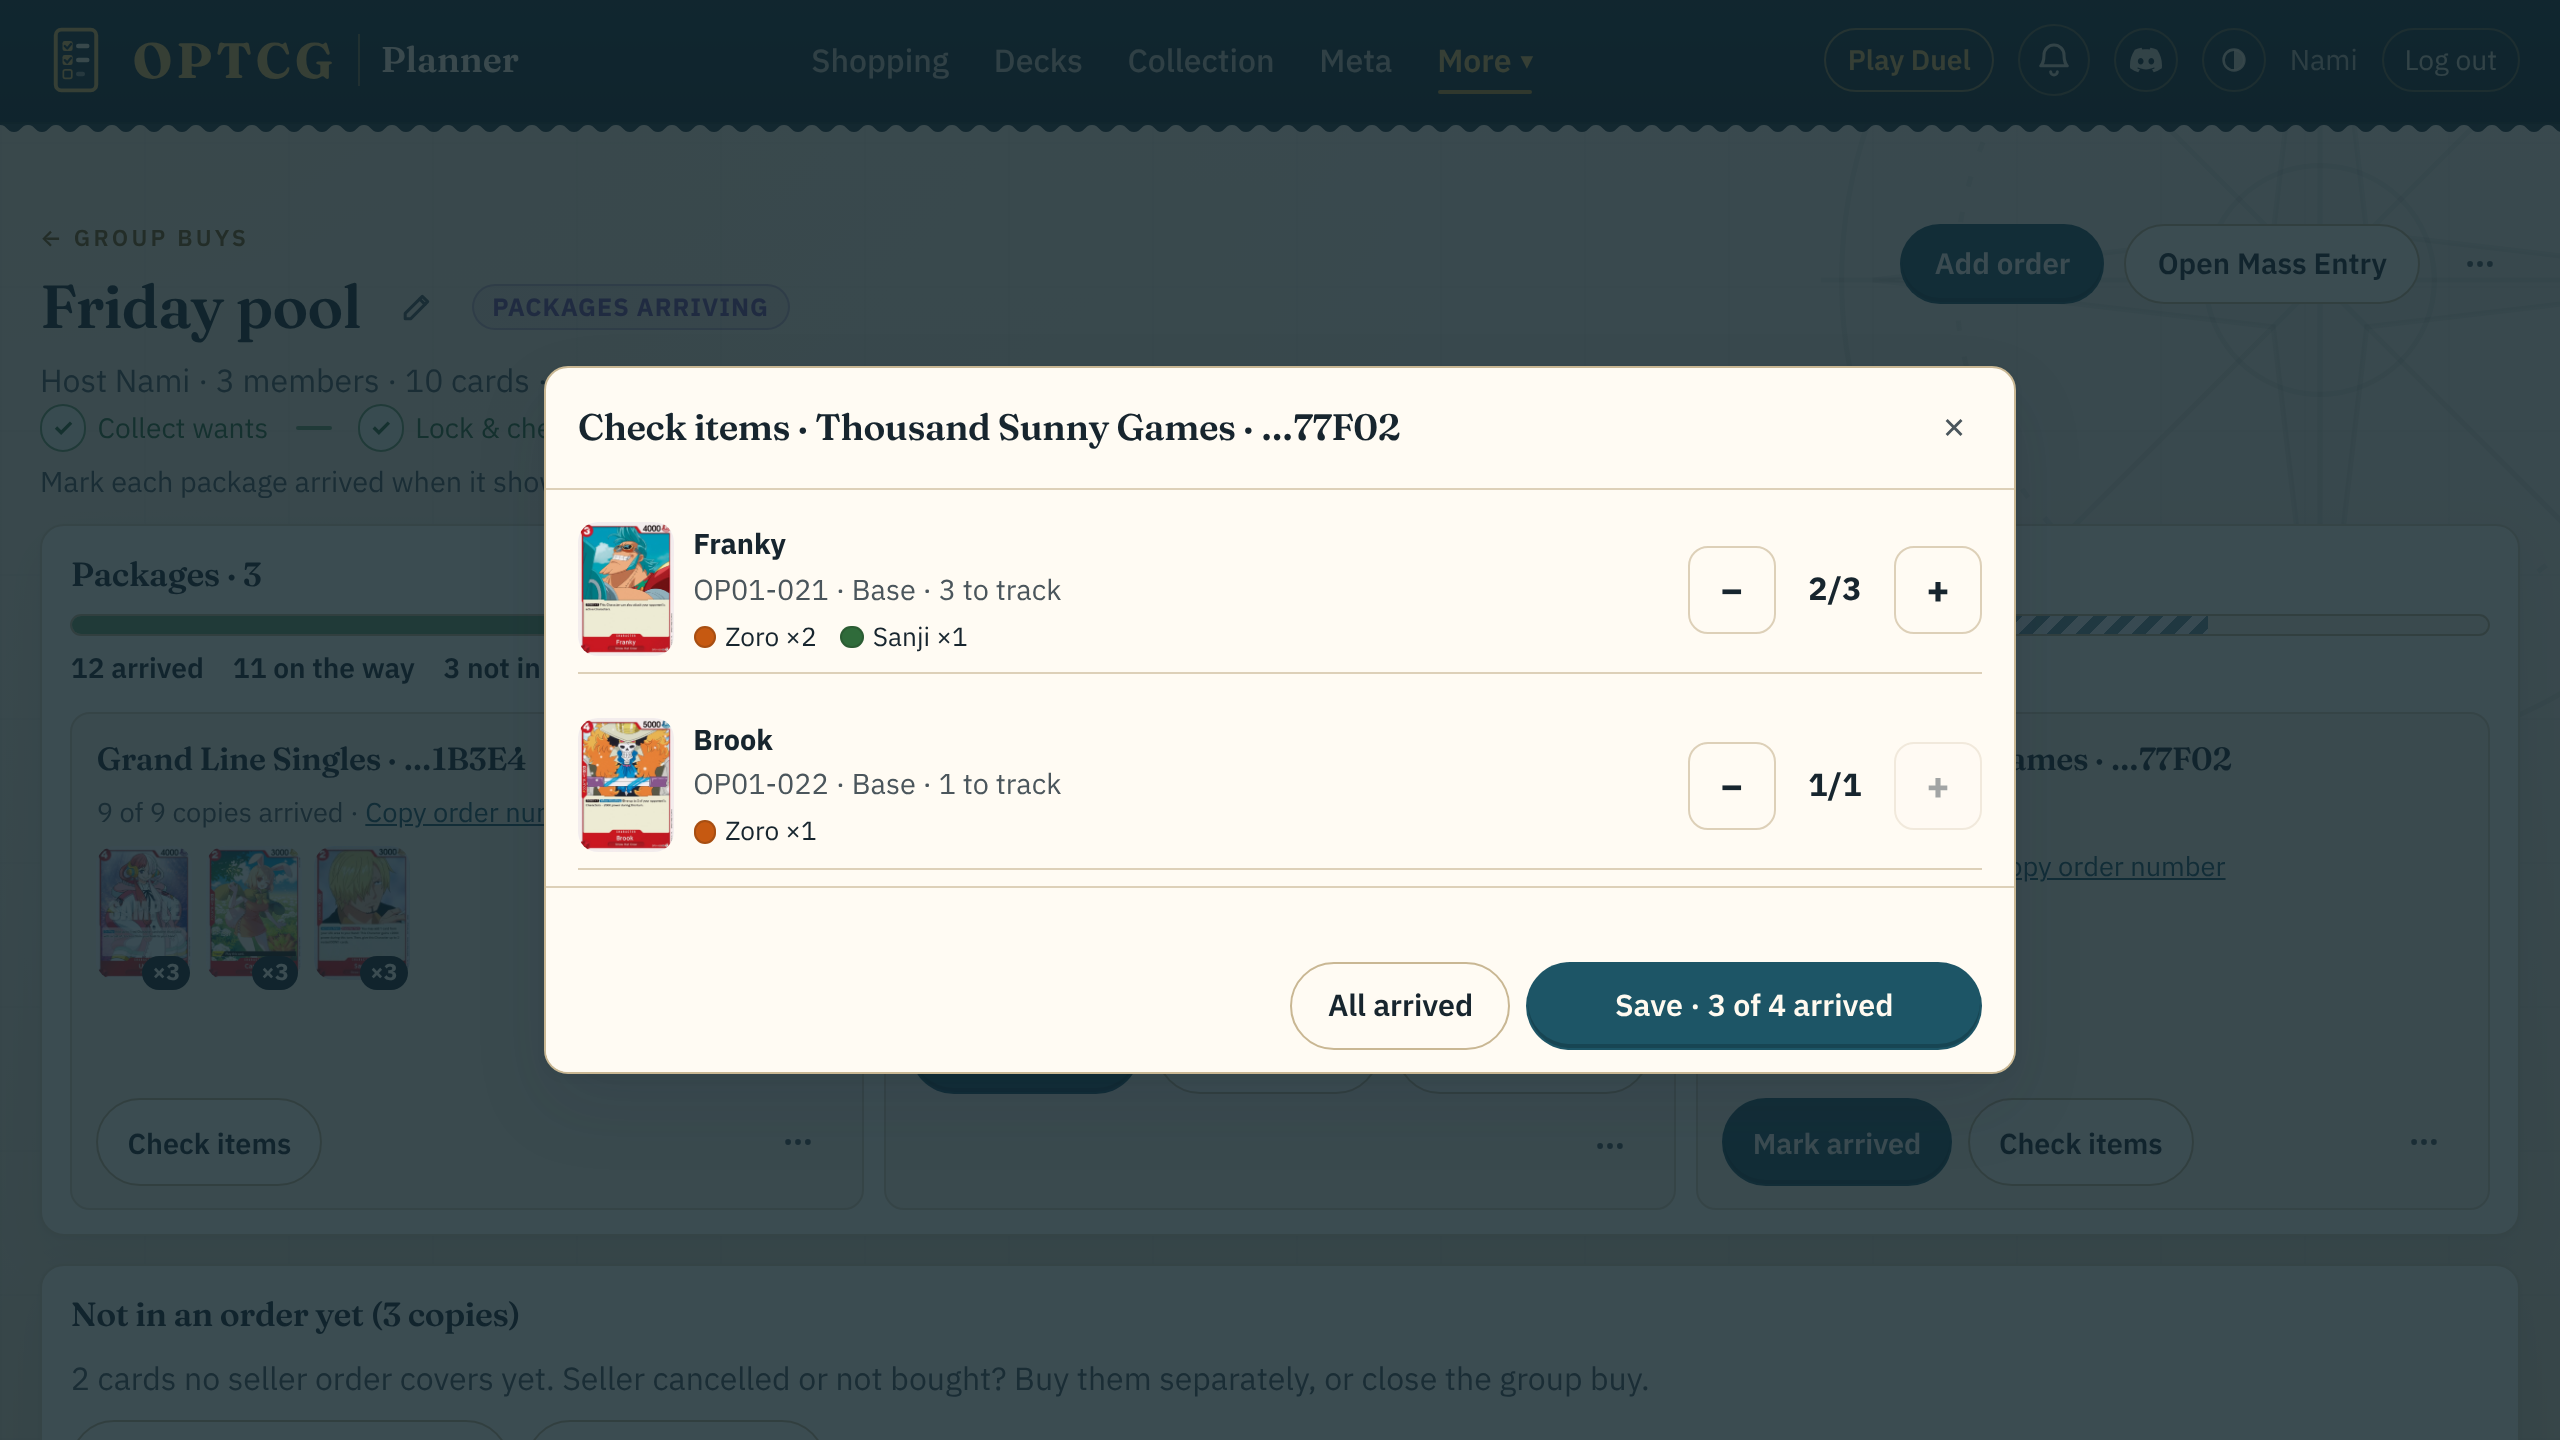 OPTCG Planner
Shopping Decks Collection Meta More ▾
Play Duel Nami Log out
← GROUP BUYS
Friday pool PACKAGES ARRIVING
Add order Open Mass Entry ...
Host Nami · 3 members · 10 cards ·
Collect wants Lock &
Mark each package arrived when it
Packages · 3
12 arrived 11 on the way 3 not in
Grand Line Singles · ...1B3E4
9 of 9 copies arrived · Copy order
SAMPLE
×3 ×3 ×3
Check items ...
Check items · Thousand Sunny Games · ...77F02 ×
4000
Franky
Franky
OP01-021 · Base · 3 to track
Zoro ×2 Sanji ×1
− 2/3 +
5000
Brook
Brook
OP01-022 · Base · 1 to track
Zoro ×1
− 1/1 +
All arrived Save · 3 of 4 arrived
...
· ...77F02
order number
Mark arrived Check items ...
Not in an order yet (3 copies)
2 cards no seller order covers yet. Seller cancelled or not bought? Buy them separately, or close the group buy.